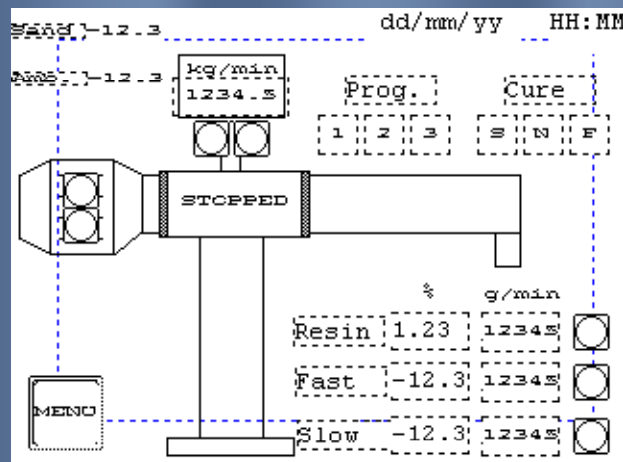 Sand -12.3 dd/mm/yy HH:MM
Amb. -12.3
kg/min
1234.5
Prog. Cure
1 2 3 S N F
STOPPED
% g/min
Resin 1.23 12345
Fast -12.3 12345
MENU
Slow -12.3 12345